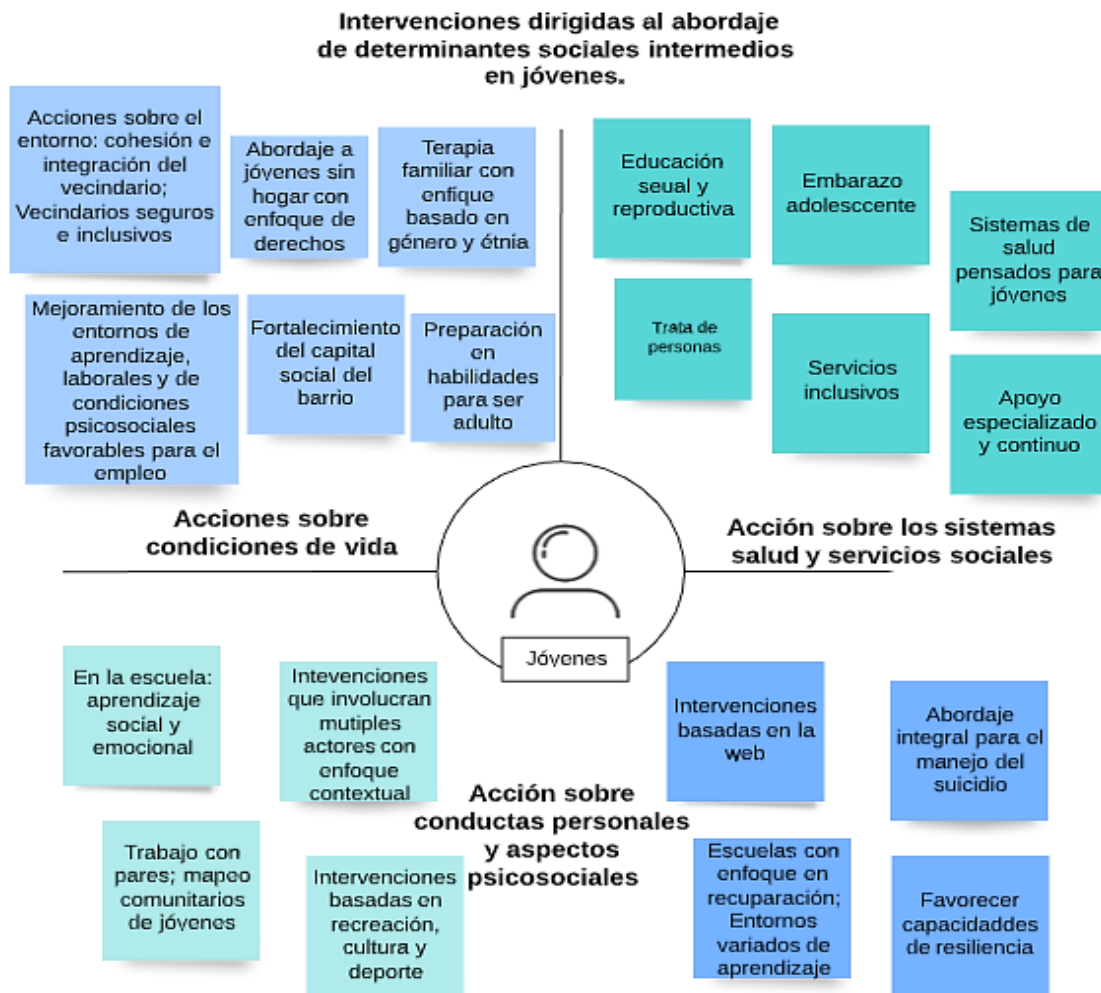 Intervenciones dirigidas al abordaje
de determinantes sociales intermedios
en jóvenes.
Acciones sobre el
entorno: cohesión e
integración del
vecindario;
Vecindarios seguros
e inclusivos
Abordaje a
jóvenes sin
hogar con
enfoque de
derechos
Terapia
familiar con
enfique
basado en
género y étnia
Mejoramiento de los
entornos de
aprendizaje,
laborales y de
condiciones
psicosociales
favorables para el
empleo
Fortalecimiento
del capital
social del
barrio
Preparación
en
habilidades
para ser
adulto
Acciones sobre
condiciones de vida
Educación
seual y
reproductiva
Embarazo
adolesccente
Sistemas de
salud
pensados para
jóvenes
Trata de
personas
Servicios
inclusivos
Apoyo
especializado
y continuo
Acción sobre los sistemas
salud y servicios sociales
Jóvenes
En la escuela:
aprendizaje
social y
emocional
Intevenciones
que involucran
mutiples
actores con
enfoque
contextual
Trabajo con
pares; mapeo
comunitarios
de jóvenes
Intervenciones
basadas en
recreación,
cultura y
deporte
Acción sobre
conductas personales
y aspectos
psicosociales
Intervenciones
basadas en la
web
Abordaje
integral para el
manejo del
suicidio
Escuelas con
enfoque en
recuparación;
Entornos
variados de
aprendizaje
Favorecer
capacidaddes
de resiliencia